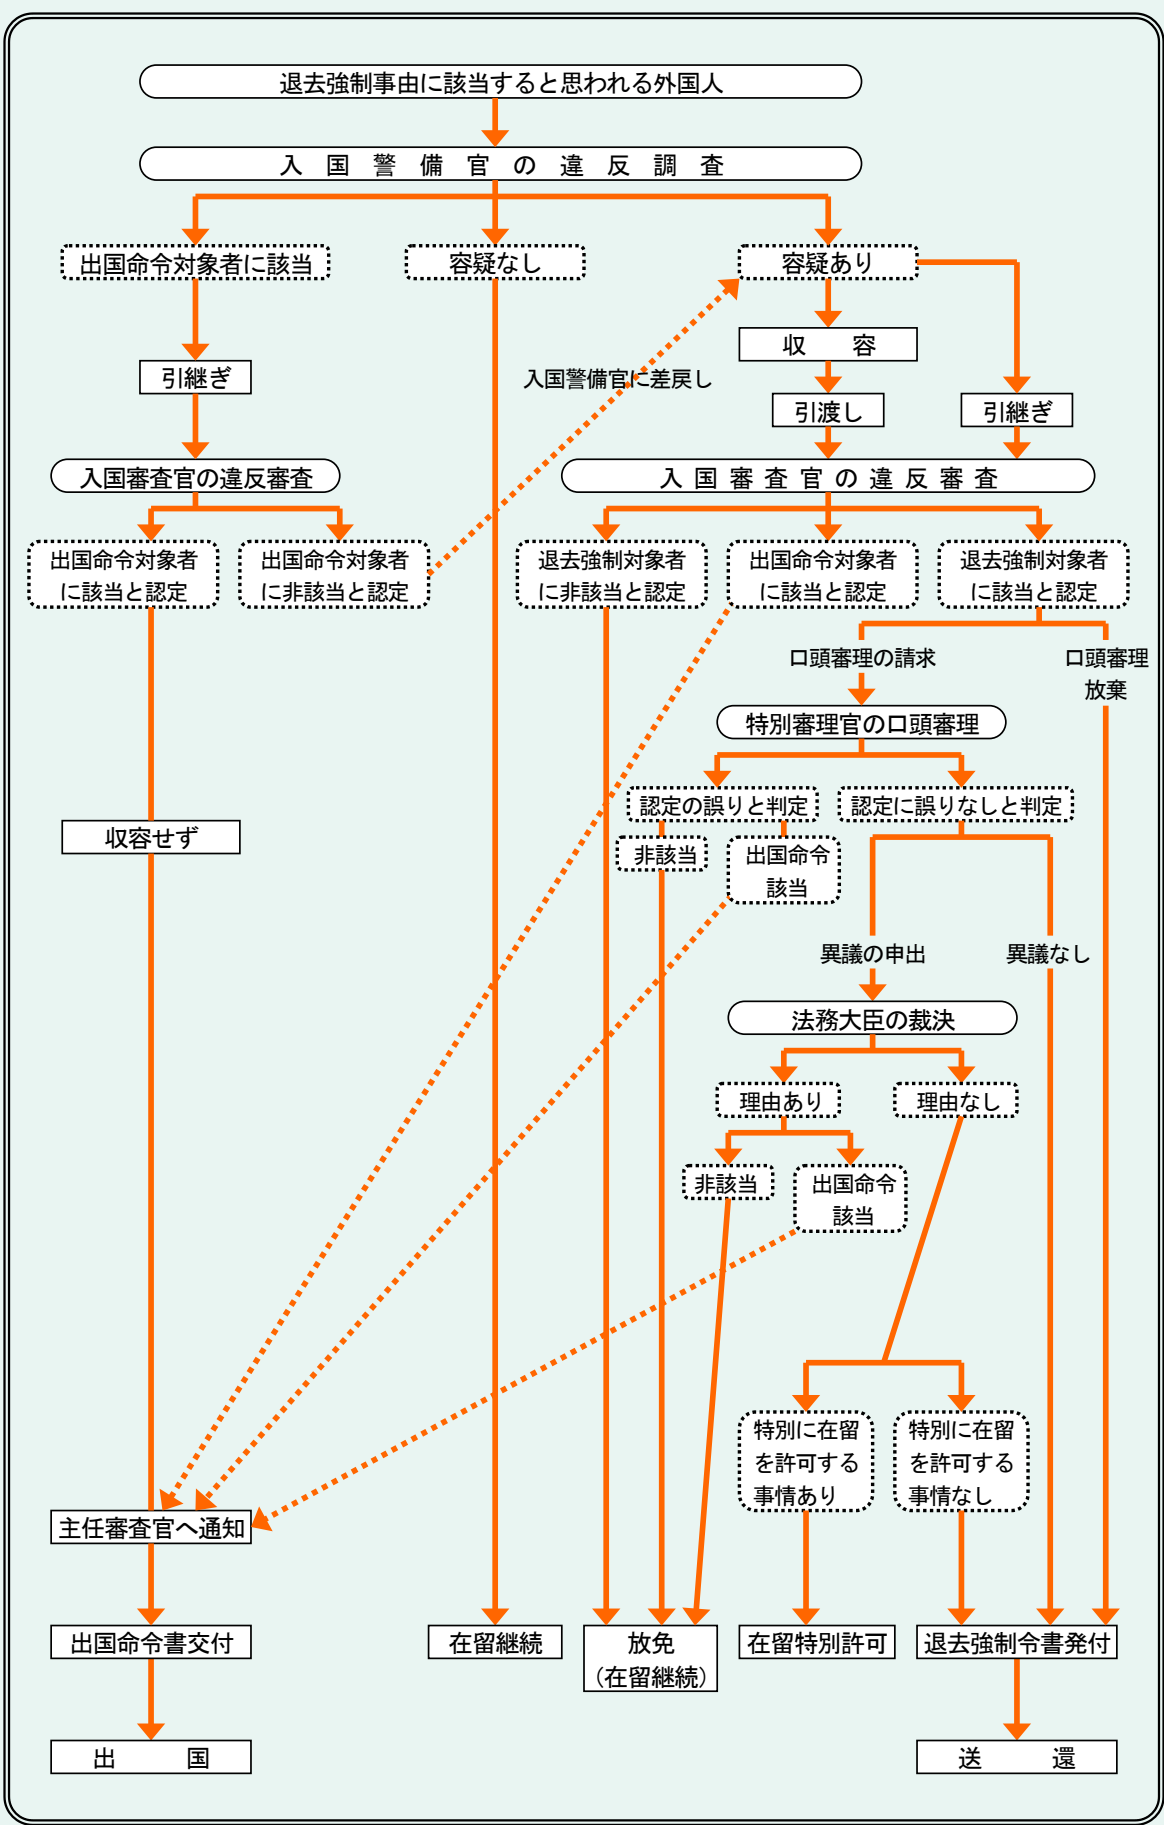 退去強制事由に該当すると思われる外国人
入国警備官の違反調査
出国命令対象者に該当
容疑なし
容疑あり
収容
引継ぎ
入国警備官に差戻し
引渡し
引継ぎ
入国審査官の違反審査
入国審査官の違反審査
出国命令対象者
に該当と認定
出国命令対象者
に非該当と認定
退去強制対象者
に非該当と認定
出国命令対象者
に該当と認定
退去強制対象者
に該当と認定
口頭審理の請求
口頭審理
放棄
特別審理官の口頭審理
認定の誤りと判定
認定に誤りなしと判定
収容せず
非該当
出国命令
該当
異議の申出
異議なし
法務大臣の裁決
理由あり
理由なし
非該当
出国命令
該当
特別に在留
を許可する
事情あり
特別に在留
を許可する
事情なし
主任審査官へ通知
出国命令書交付
在留継続
放免
（在留継続）
在留特別許可
退去強制令書発付
出国
送還